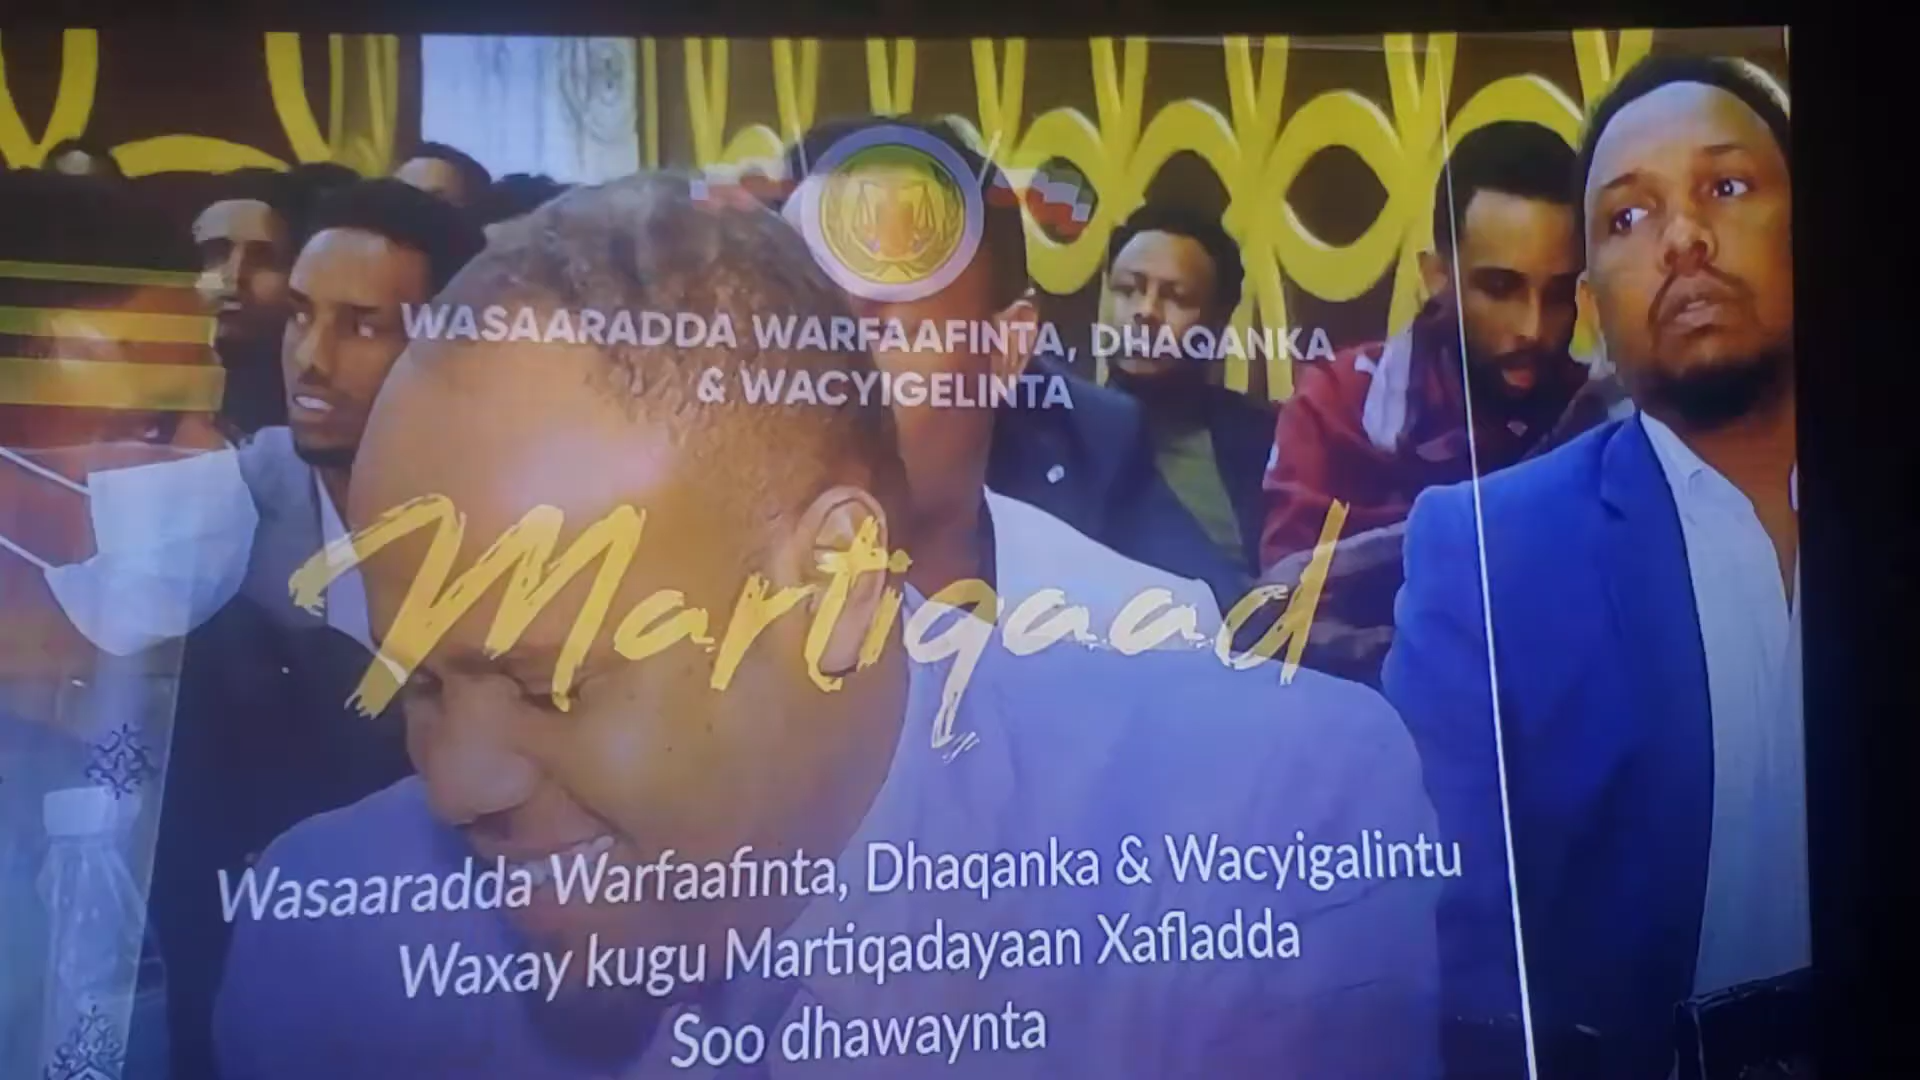 WASAARADDA WARFAAFINTA, DHAQANKA
& WACYIGELINTA
Martiqaad
Wasaaradda Warfaafinta, Dhaqanka & Wacyigalintu
Waxay kugu Martiqadayaan Xafladda
Soo dhawaynta